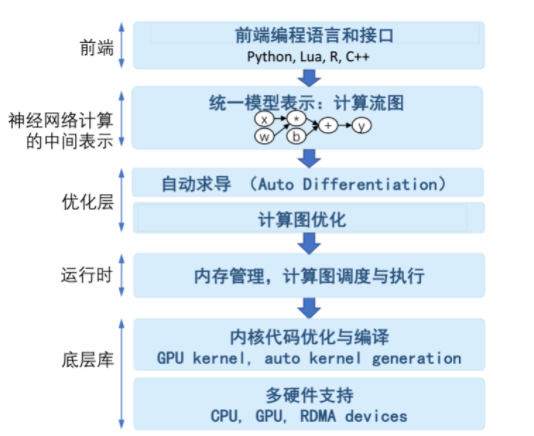 前端
前端编程语言和接口
Python, Lua, R, C++
神经网络计算
的中间表示
统一模型表示：计算流图
x * + y
w b
优化层
自动求导 （Auto Differentiation）
计算图优化
运行时
内存管理，计算图调度与执行
底层库
内核代码优化与编译
GPU kernel, auto kernel generation
多硬件支持
CPU, GPU, RDMA devices